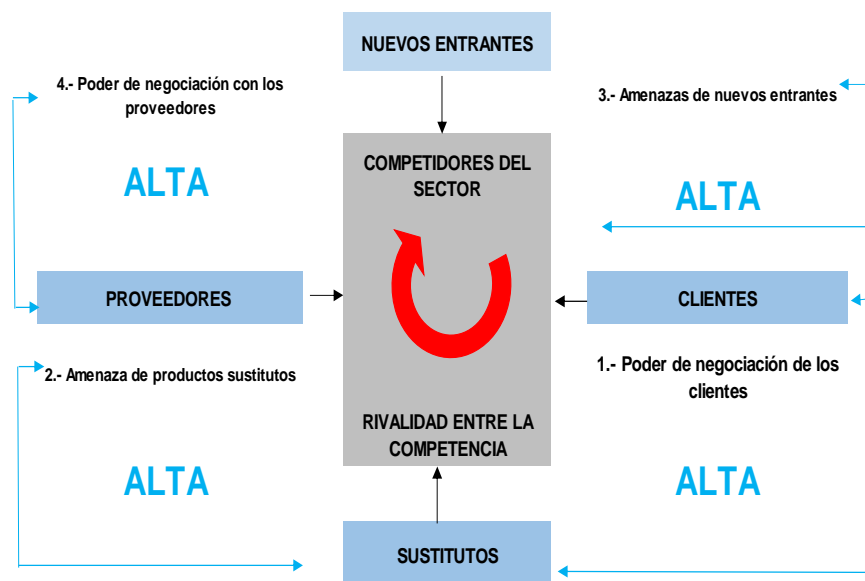 NUEVOS ENTRANTES
4.- Poder de negociación con los
proveedores
3.- Amenazas de nuevos entrantes
COMPETIDORES DEL
SECTOR
ALTA
ALTA
PROVEEDORES
CLIENTES
2.- Amenaza de productos sustitutos
1.- Poder de negociación de los
clientes
RIVALIDAD ENTRE LA
COMPETENCIA
ALTA
ALTA
SUSTITUTOS